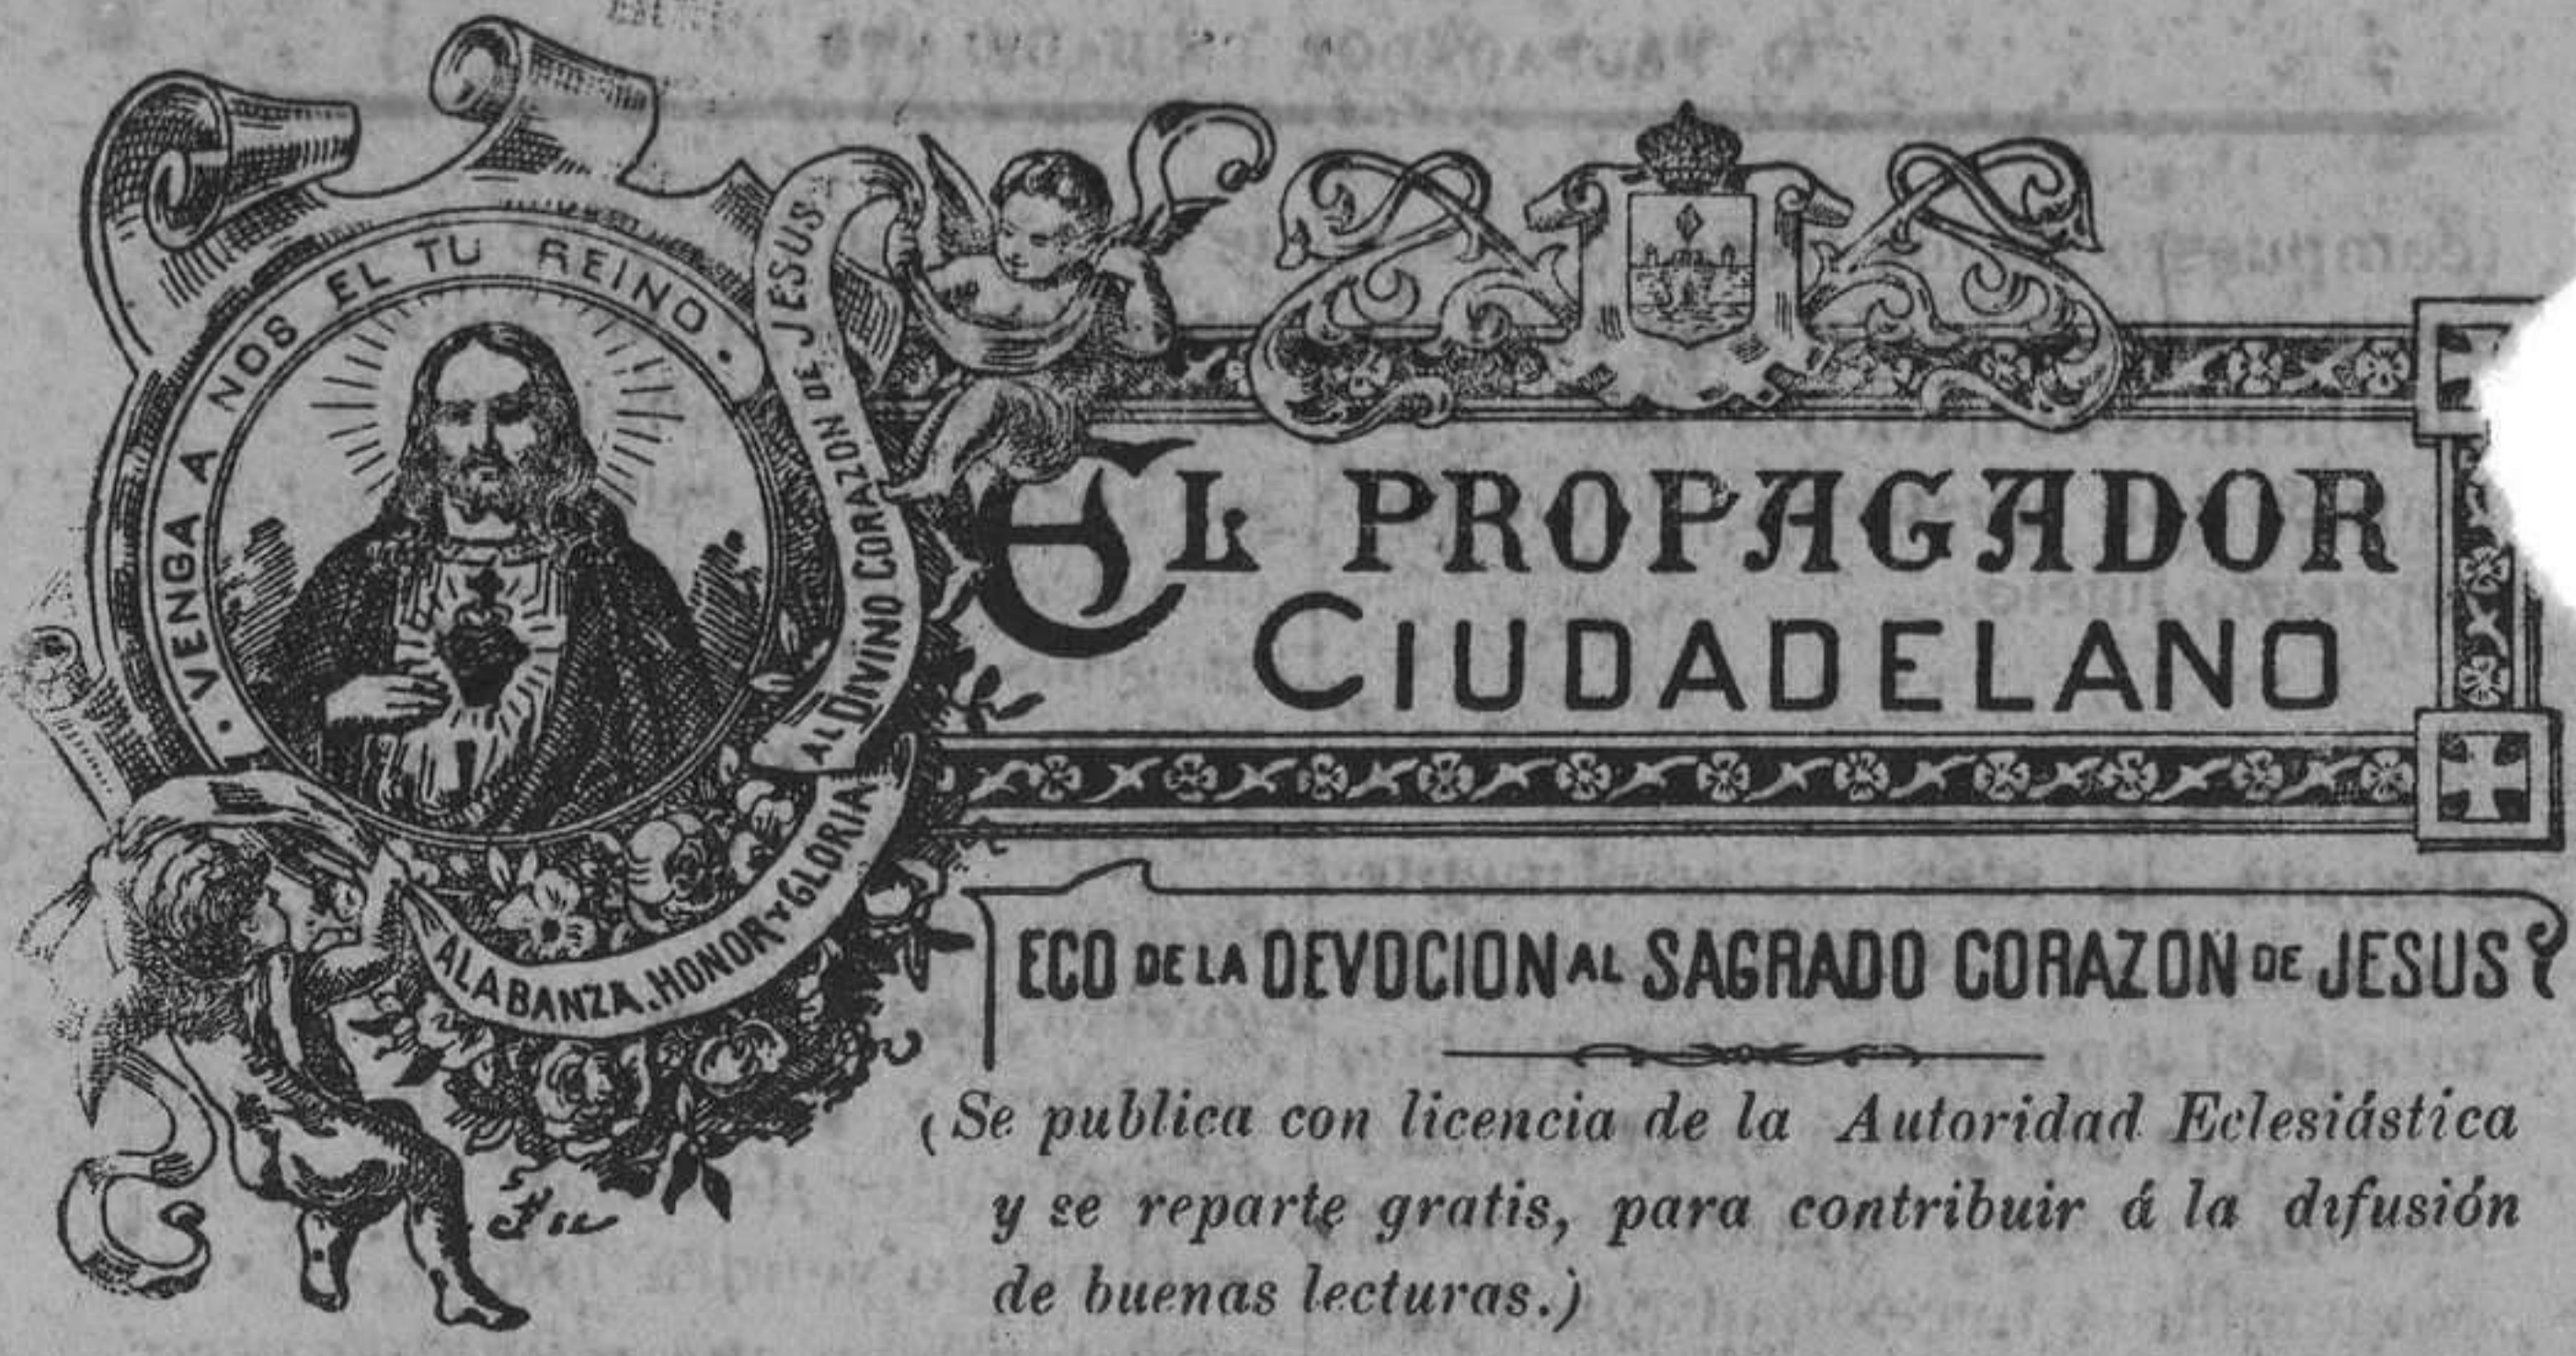 · VENGA A NOS EL TU REINO ·
AL DIVINO CORAZON DE JESUS
ALABANZA, HONOR Y GLORIA
EL PROPAGADOR
CIUDADELANO
ECO DE LA DEVOCION AL SAGRADO CORAZON DE JESUS
(Se publica con licencia de la Autoridad Eclesiástica
y se reparte gratis, para contribuir á la difusión
de buenas lecturas.)